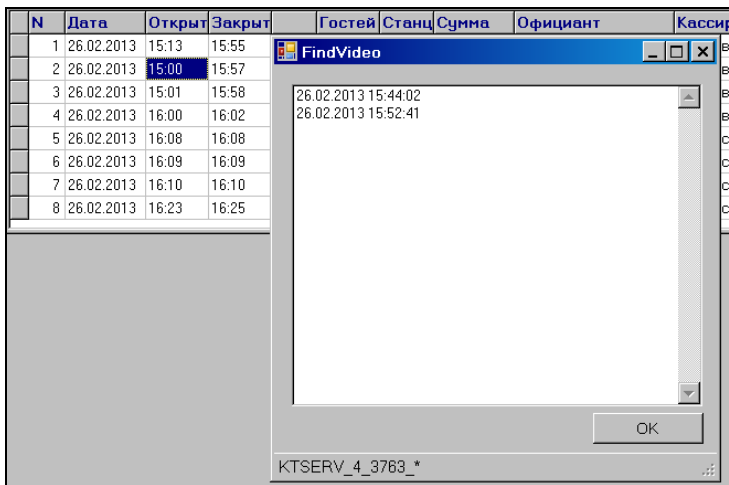 N Дата Открыт Закрыт Гостей Станц Сумма Официант Кассир
1 26.02.2013 15:13 15:55
2 26.02.2013 15:00 15:57
3 26.02.2013 15:01 15:58
4 26.02.2013 16:00 16:02
5 26.02.2013 16:08 16:08
6 26.02.2013 16:09 16:09
7 26.02.2013 16:10 16:10
8 26.02.2013 16:23 16:25
FindVideo
26.02.2013 15:44:02
26.02.2013 15:52:41
OK
KTSERV_4_3763_*